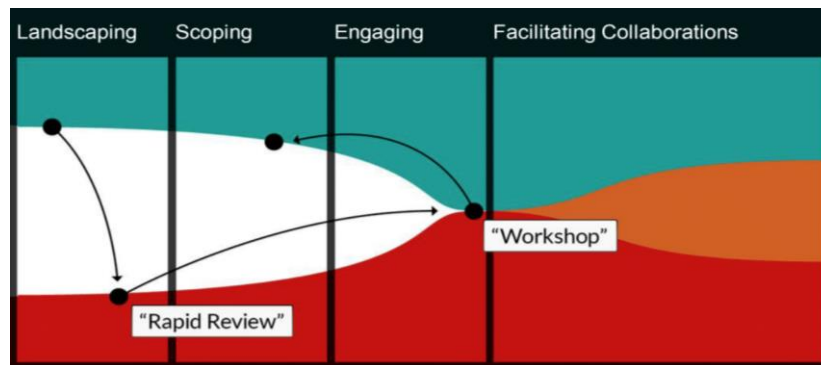 Landscaping
Scoping
Engaging
Facilitating Collaborations
“Workshop”
“Rapid Review”